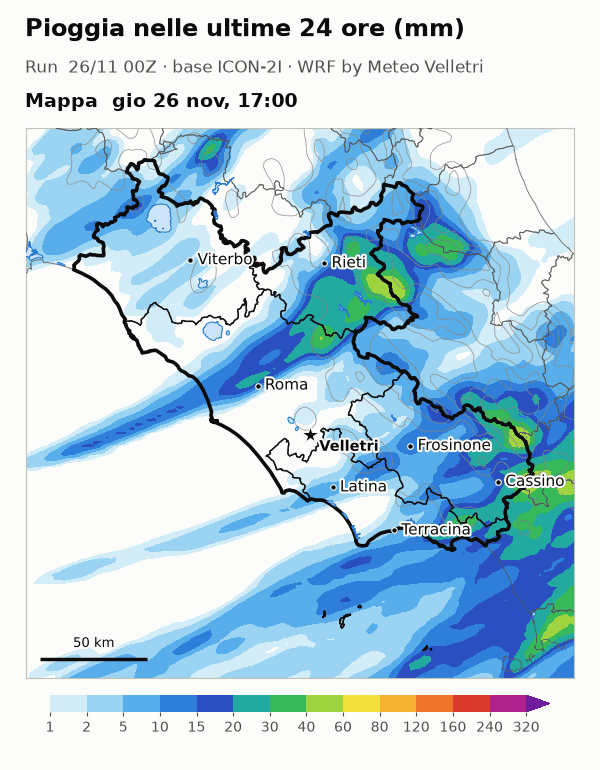 Pioggia nelle ultime 24 ore (mm)
Run 26/11 00Z · base ICON-2I · WRF by Meteo Velletri
Mappa gio 26 nov, 17:00
Viterbo
Rieti
Roma
Velletri
Frosinone
Latina
Cassino
Terracina
50 km
1 2 5 10 15 20 30 40 60 80 120 160 240 320